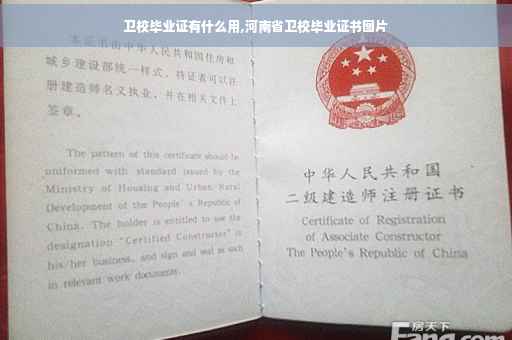 卫校毕业证有什么用,河南省卫校毕业证书图片
本证书由中华人民共和国住房和
城乡建设部统一样式，持证者可以注
册建造师名义执业，并在相关文件上
签章。
The pattern of this certificate should be
uniformed with standard issued by the
Ministry of Housing and Urban Rural
Development of the People's Republic of
China. The holder is entitled to use the
designation "Certified Constructor" in
his/her business, and sign and seal as such
in relevant work documents.
中华人民共和国
二级建造师注册证书
Certificate of Registration
of Associate Constructor
The People's Republic of China
房天下
Fang.com